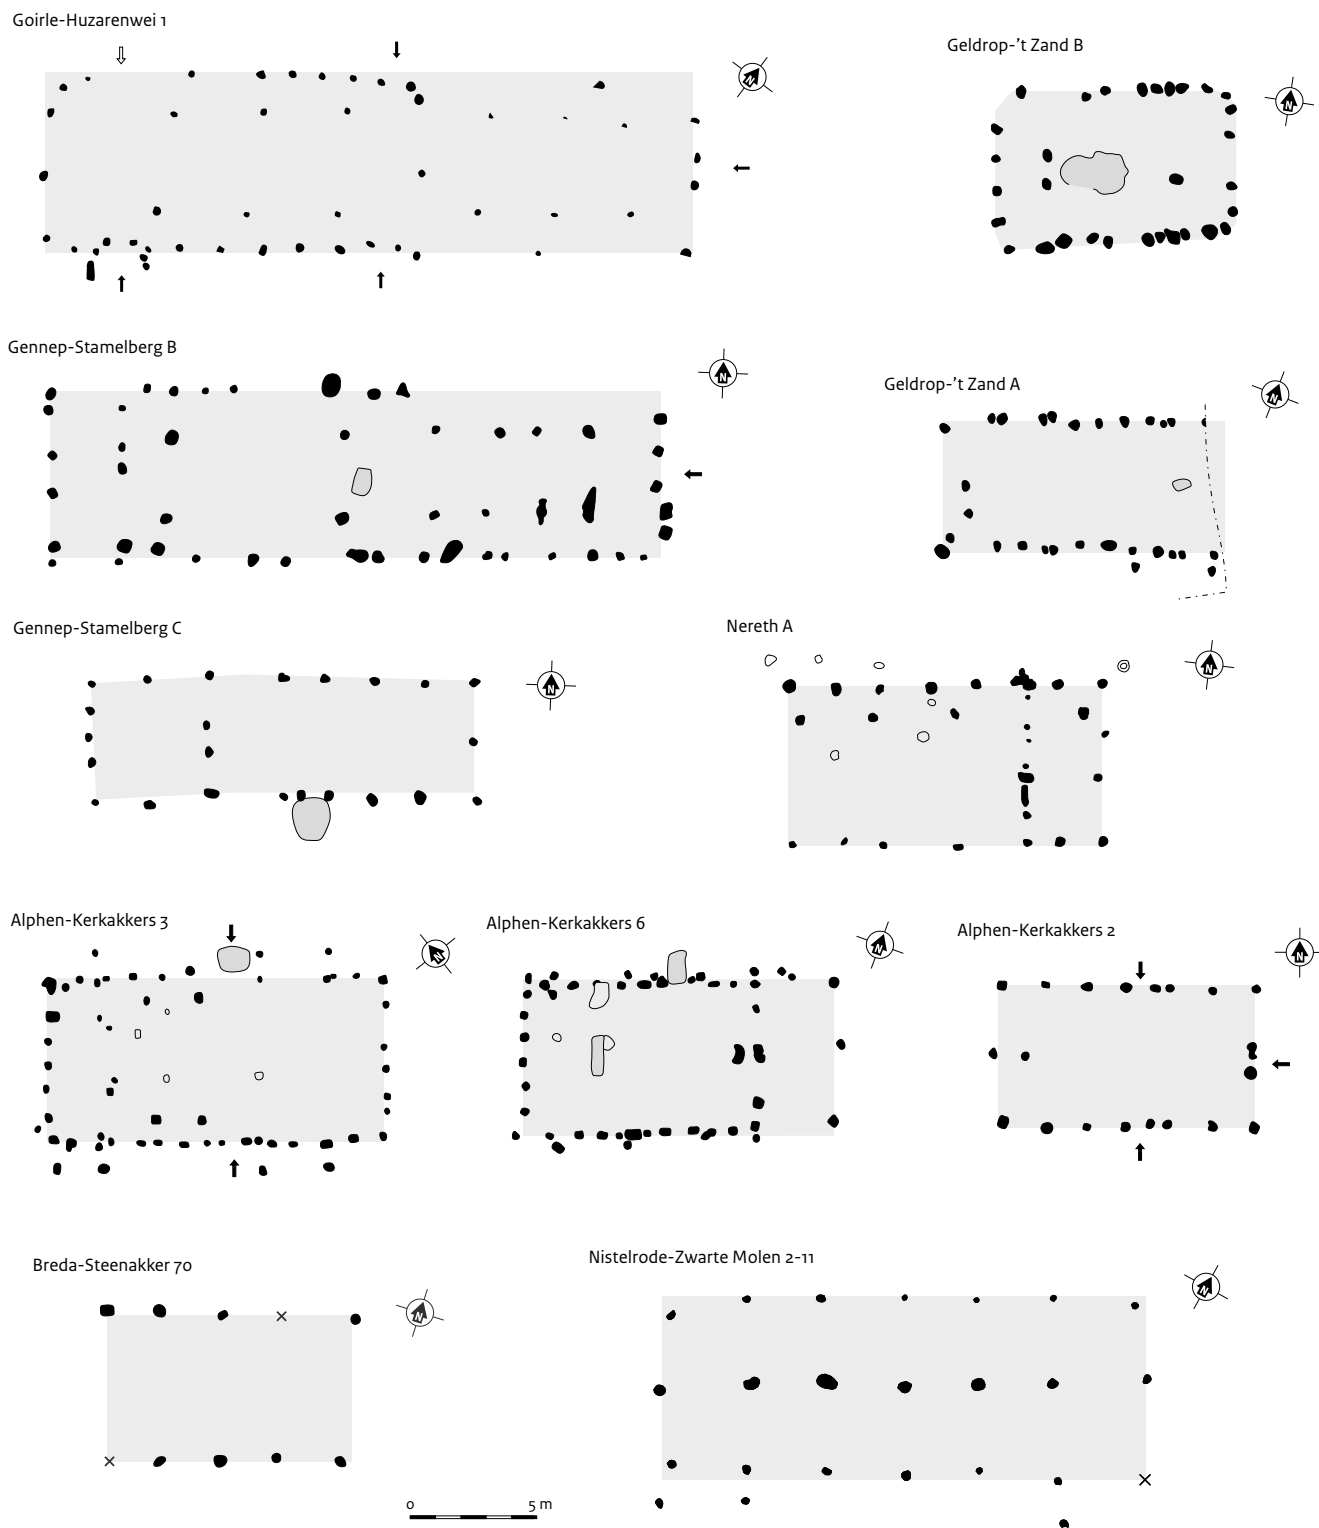 Goirle-Huzarenwei 1
Geldrop-’t Zand B
N
N
Gennep-Stamelberg B
N
Geldrop-’t Zand A
N
Gennep-Stamelberg C
N
Nereth A
N
Alphen-Kerkakkers 3
N
Alphen-Kerkakkers 6
N
Alphen-Kerkakkers 2
N
Breda-Steenakker 70
N
Nistelrode-Zwarte Molen 2-11
N
0 5 m